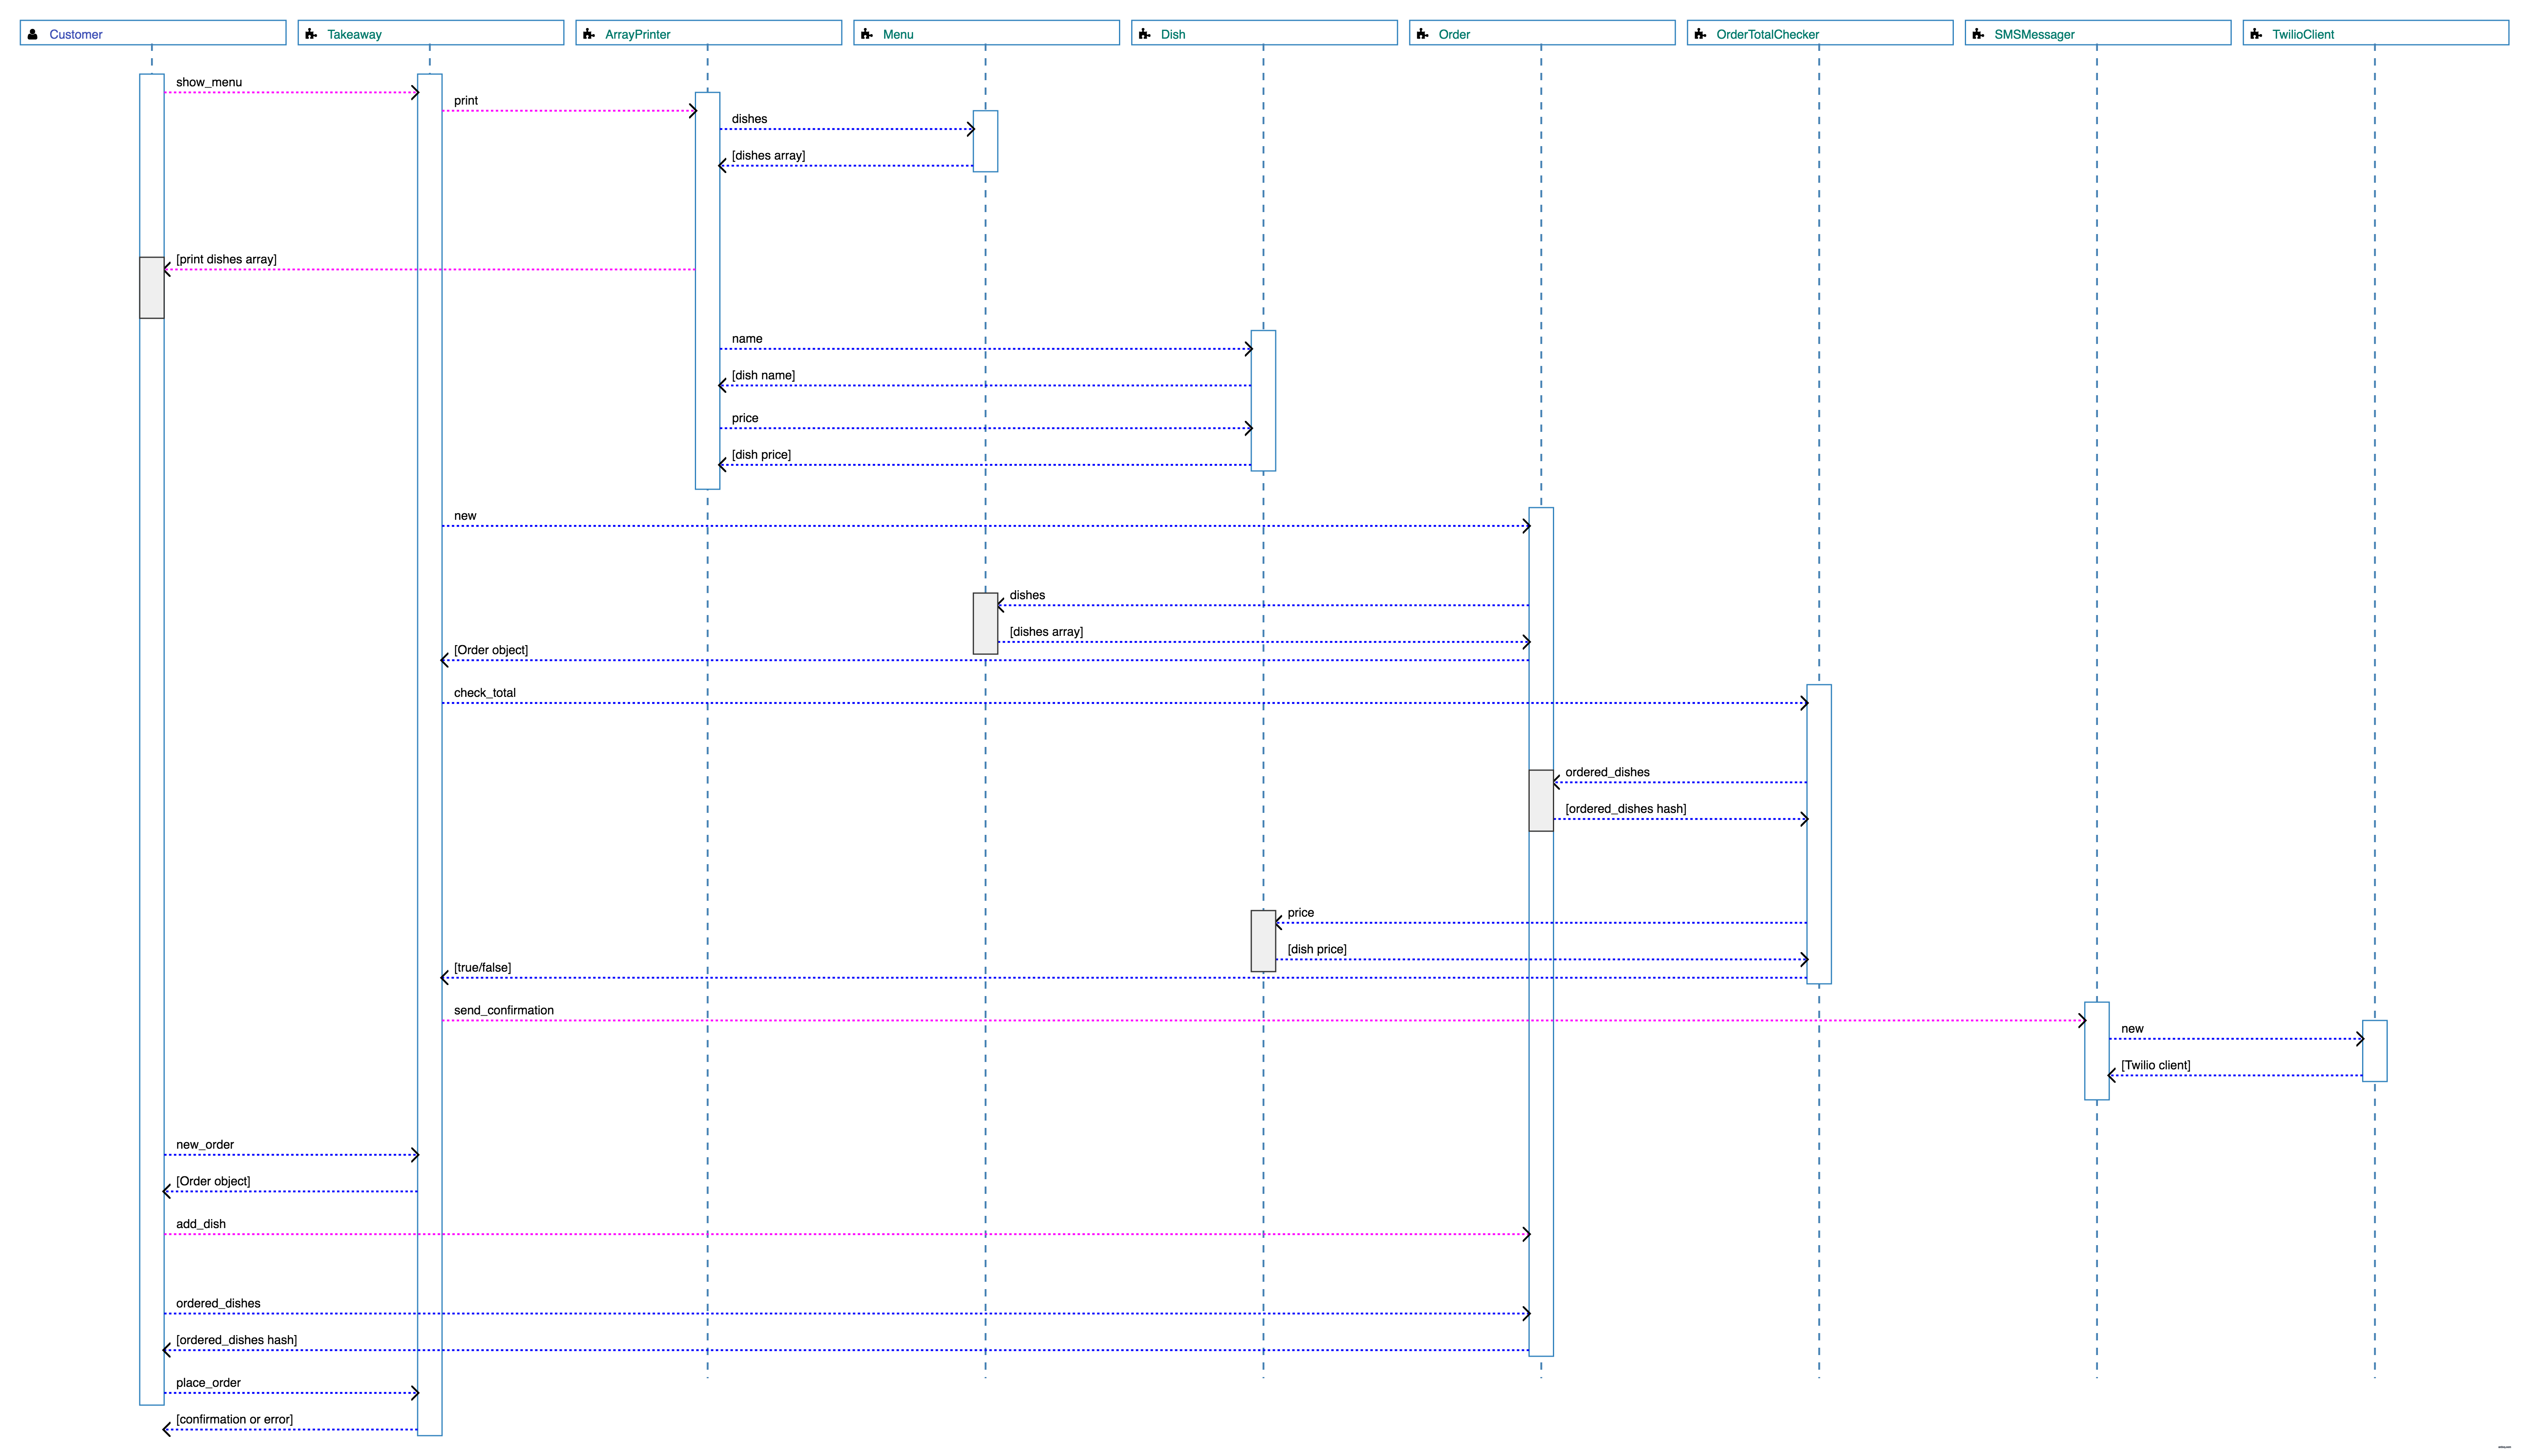 Customer
Takeaway
ArrayPrinter
Menu
Dish
Order
OrderTotalChecker
SMSMessager
TwilioClient
show_menu
print
dishes
[dishes array]
[print dishes array]
name
[dish name]
price
[dish price]
new
dishes
[dishes array]
[Order object]
check_total
ordered_dishes
[ordered_dishes hash]
price
[dish price]
[true/false]
send_confirmation
new
[Twilio client]
new_order
[Order object]
add_dish
ordered_dishes
[ordered_dishes hash]
place_order
[confirmation or error]